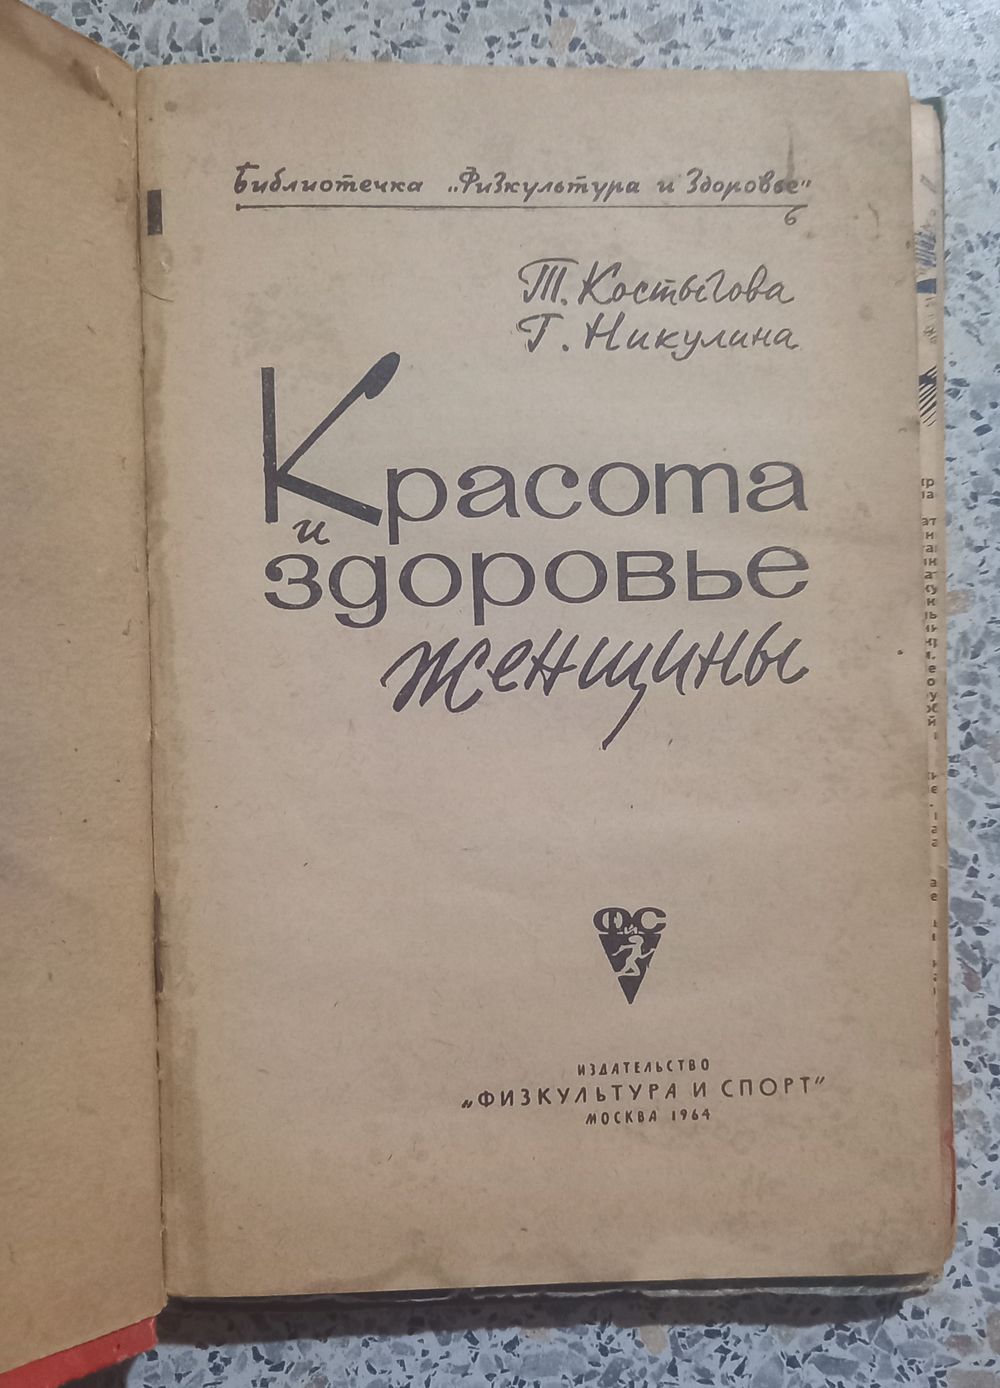 Библиотечка „Физкультура и Здоровье"
6
Т. Костыгова
Г. Никулина
Красота
и
здоровье
женщины
ФиС
ИЗДАТЕЛЬСТВО
„ФИЗКУЛЬТУРА И СПОРТ"
МОСКВА 1964